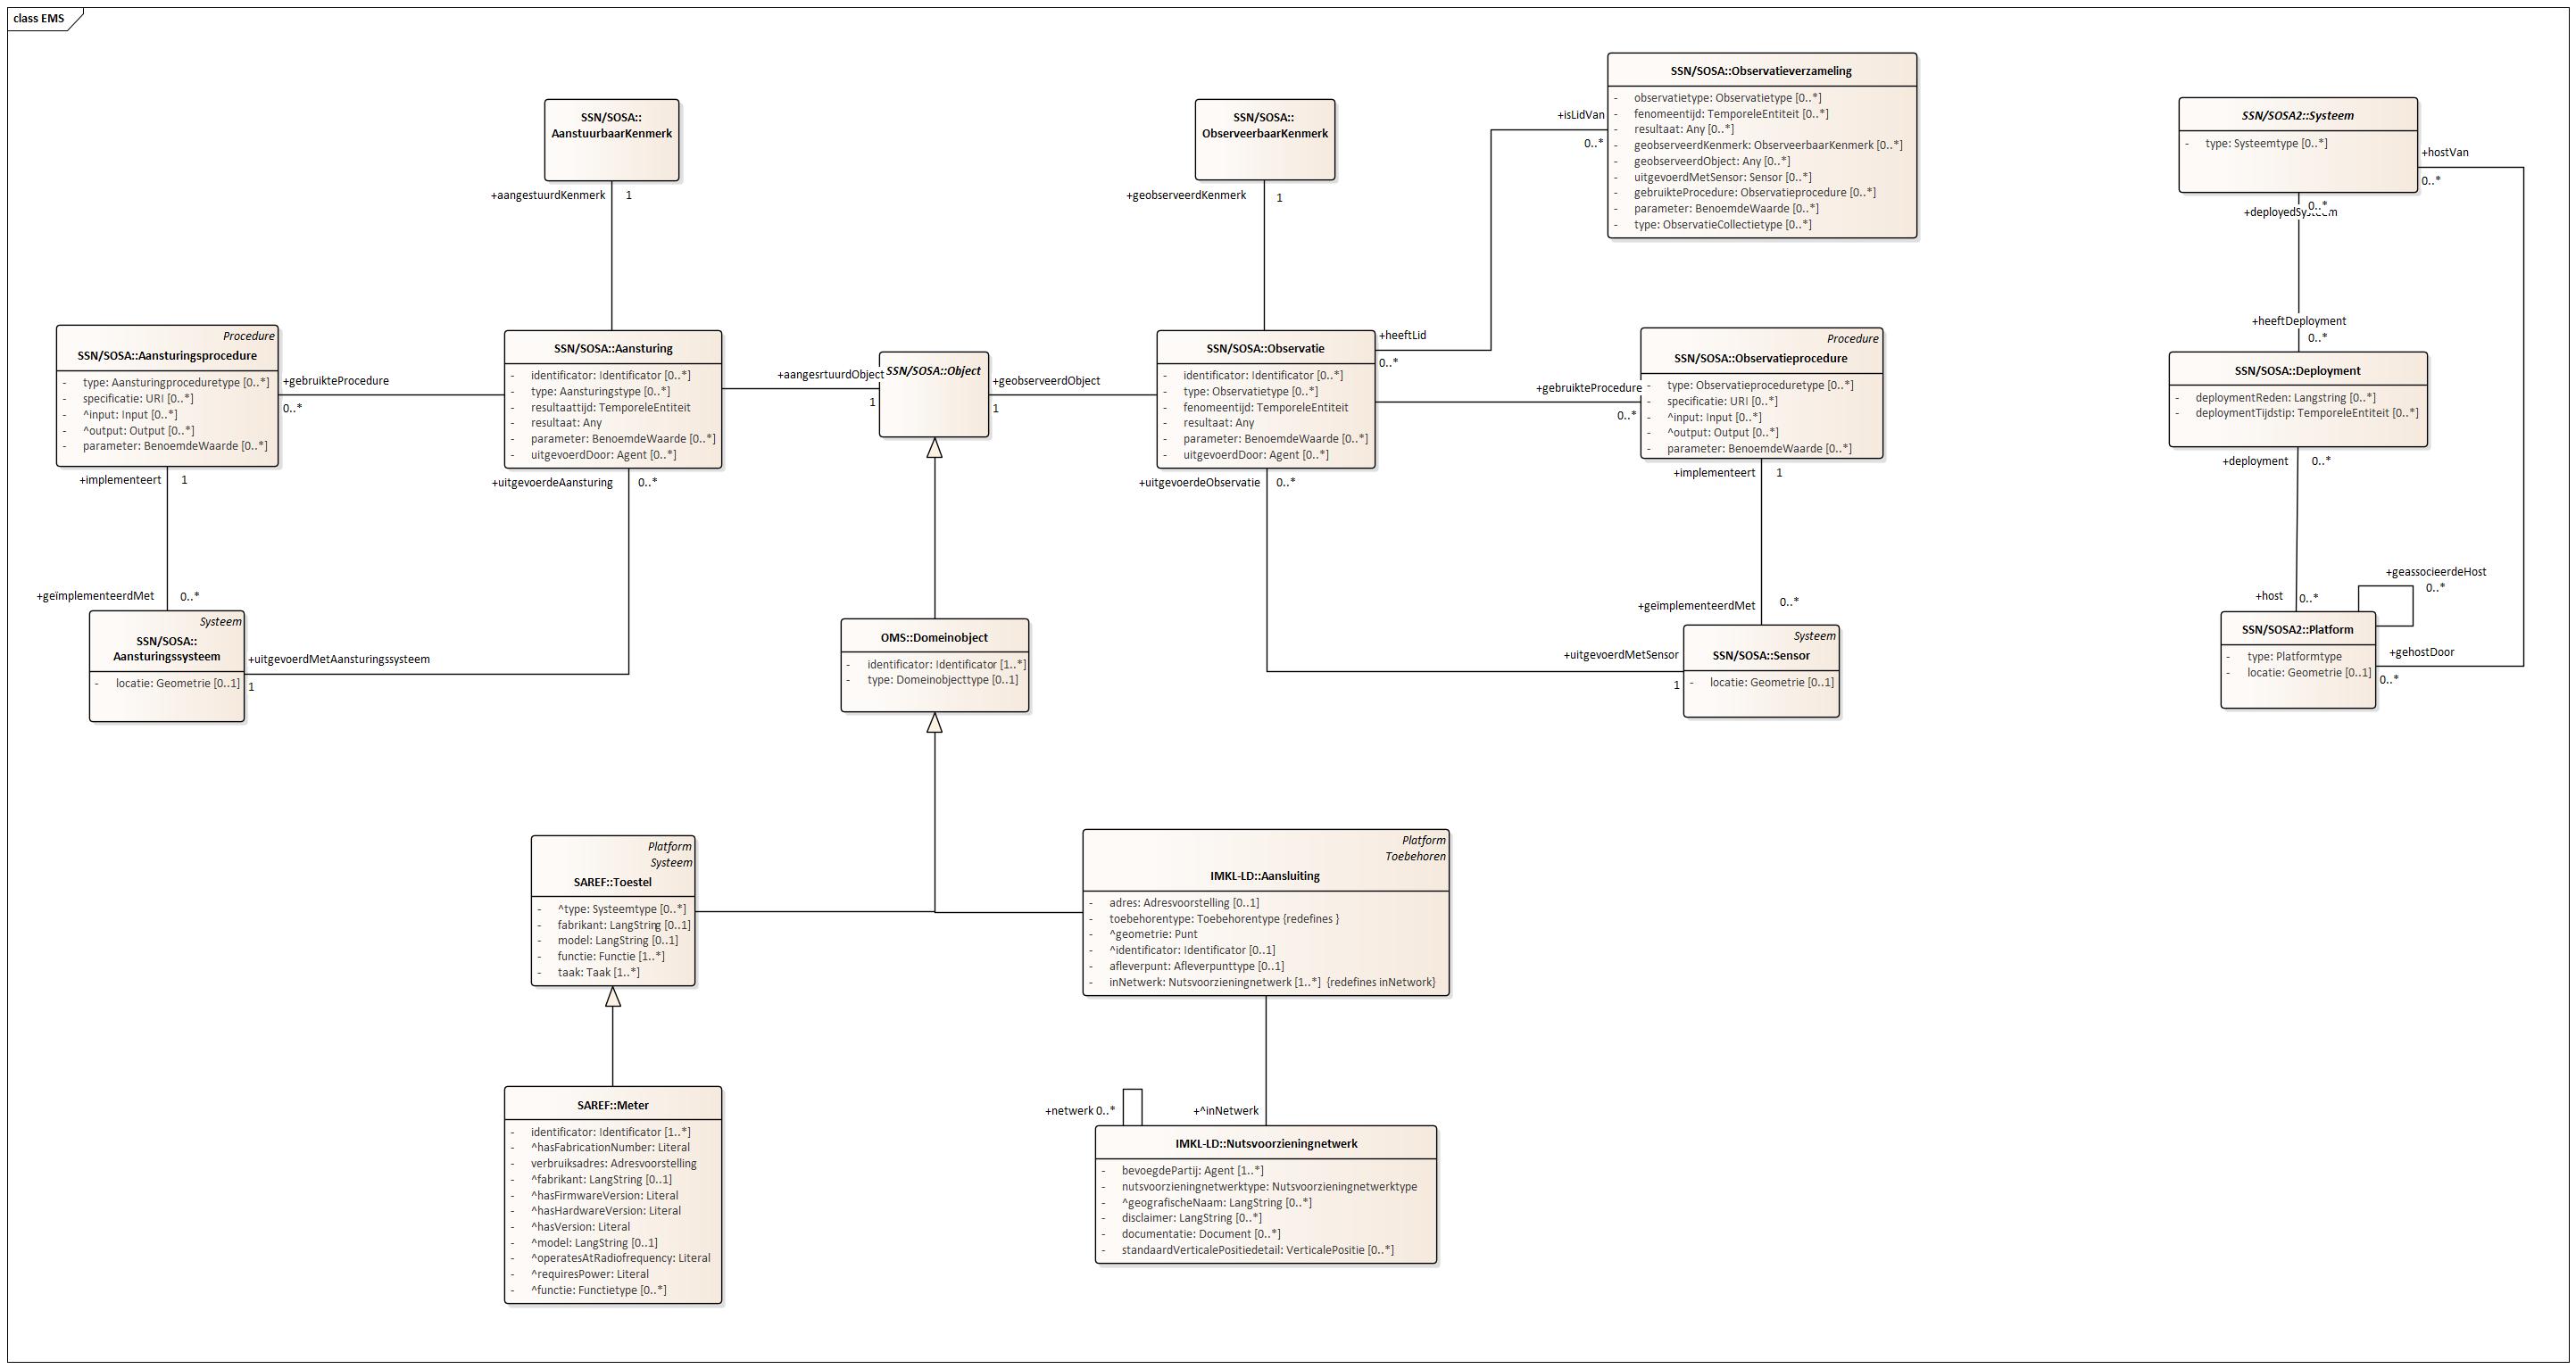 class EMS
SSN/SOSA::
AanstuurbaarKenmerk
+aangestuurdKenmerk
1
SSN/SOSA::
ObserveerbaarKenmerk
+geobserveerdKenmerk
1
SSN/SOSA::Observatieverzameling
- observatietype: Observatietype [0..*]
- fenomeentijd: TemporeleEntiteit [0..*]
- resultaat: Any [0..*]
- geobserveerdKenmerk: ObserveerbaarKenmerk [0..*]
- geobserveerdObject: Any [0..*]
- uitgevoerdMetSensor: Sensor [0..*]
- gebruikteProcedure: Observatieprocedure [0..*]
- parameter: BenoemdeWaarde [0..*]
- type: ObservatieCollectietype [0..*]
+isLidVan
0..*
SSN/SOSA2::Systeem
- type: Systeemtype [0..*]
+hostVan
0..*
0..*
+deployedSysteem
Procedure
SSN/SOSA::Aansturingsprocedure
- type: Aansturingproceduretype [0..*]
- specificatie: URI [0..*]
- ^input: Input [0..*]
- ^output: Output [0..*]
- parameter: BenoemdeWaarde [0..*]
+gebruikteProcedure
0..*
+implementeert
1
SSN/SOSA::Aansturing
- identificator: Identificator [0..*]
- type: Aansturingstype [0..*]
- resultaattijd: TemporeleEntiteit
- resultaat: Any
- parameter: BenoemdeWaarde [0..*]
- uitgevoerdDoor: Agent [0..*]
+uitgevoerdeAansturing
0..*
+aangesrtuurdObject
1
SSN/SOSA::Object
+geobserveerdObject
1
SSN/SOSA::Observatie
- identificator: Identificator [0..*]
- type: Observatietype [0..*]
- fenomeentijd: TemporeleEntiteit
- resultaat: Any
- parameter: BenoemdeWaarde [0..*]
- uitgevoerdDoor: Agent [0..*]
+heeftLid
0..*
+uitgevoerdeObservatie
0..*
+gebruikteProcedure
0..*
Procedure
SSN/SOSA::Observatieprocedure
- type: Observatieproceduretype [0..*]
- specificatie: URI [0..*]
- ^input: Input [0..*]
- ^output: Output [0..*]
- parameter: BenoemdeWaarde [0..*]
+implementeert
1
+heeftDeployment
0..*
SSN/SOSA::Deployment
- deploymentReden: Langstring [0..*]
- deploymentTijdstip: TemporeleEntiteit [0..*]
+deployment
0..*
+geïmplementeerdMet
0..*
Systeem
SSN/SOSA::
Aansturingssysteem
- locatie: Geometrie [0..1]
+uitgevoerdMetAansturingssysteem
1
OMS::Domeinobject
- identificator: Identificator [1..*]
- type: Domeinobjecttype [0..1]
+geïmplementeerdMet
0..*
+uitgevoerdMetSensor
1
Systeem
SSN/SOSA::Sensor
- locatie: Geometrie [0..1]
+geassocieerdeHost
0..*
+host
0..*
SSN/SOSA2::Platform
- type: Platformtype
- locatie: Geometrie [0..1]
+gehostDoor
0..*
Platform
Systeem
SAREF::Toestel
- ^type: Systeemtype [0..*]
- fabrikant: LangString [0..1]
- model: LangString [0..1]
- functie: Functie [1..*]
- taak: Taak [1..*]
Platform
Toebehoren
IMKL-LD::Aansluiting
- adres: Adresvoorstelling [0..1]
- toebehorentype: Toebehorentype {redefines }
- ^geometrie: Punt
- ^identificator: Identificator [0..1]
- afleverpunt: Afleverpunttype [0..1]
- inNetwerk: Nutsvoorzieningnetwerk [1..*] {redefines inNetwork}
SAREF::Meter
- identificator: Identificator [1..*]
- ^hasFabricationNumber: Literal
- verbruiksadres: Adresvoorstelling
- ^fabrikant: LangString [0..1]
- ^hasFirmwareVersion: Literal
- ^hasHardwareVersion: Literal
- ^hasVersion: Literal
- ^model: LangString [0..1]
- ^operatesAtRadiofrequency: Literal
- ^requiresPower: Literal
- ^functie: Functietype [0..*]
+netwerk 0..*
+^inNetwerk
IMKL-LD::Nutsvoorzieningnetwerk
- bevoegdePartij: Agent [1..*]
- nutsvoorzieningnetwerktype: Nutsvoorzieningnetwerktype
- ^geografischeNaam: LangString [0..*]
- disclaimer: LangString [0..*]
- documentatie: Document [0..*]
- standaardVerticalePositiedetail: VerticalePositie [0..*]